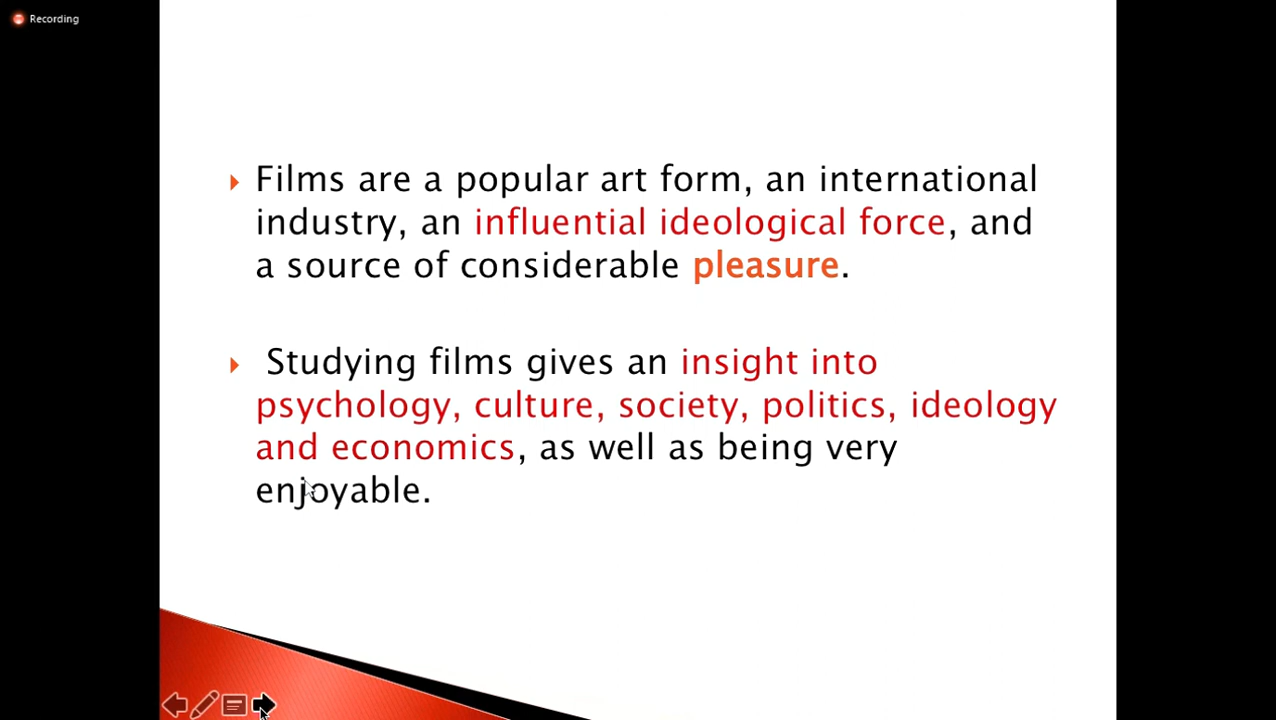 Recording
Films are a popular art form, an international
industry, an influential ideological force, and
a source of considerable pleasure.
Studying films gives an insight into
psychology, culture, society, politics, ideology
and economics, as well as being very
enjoyable.